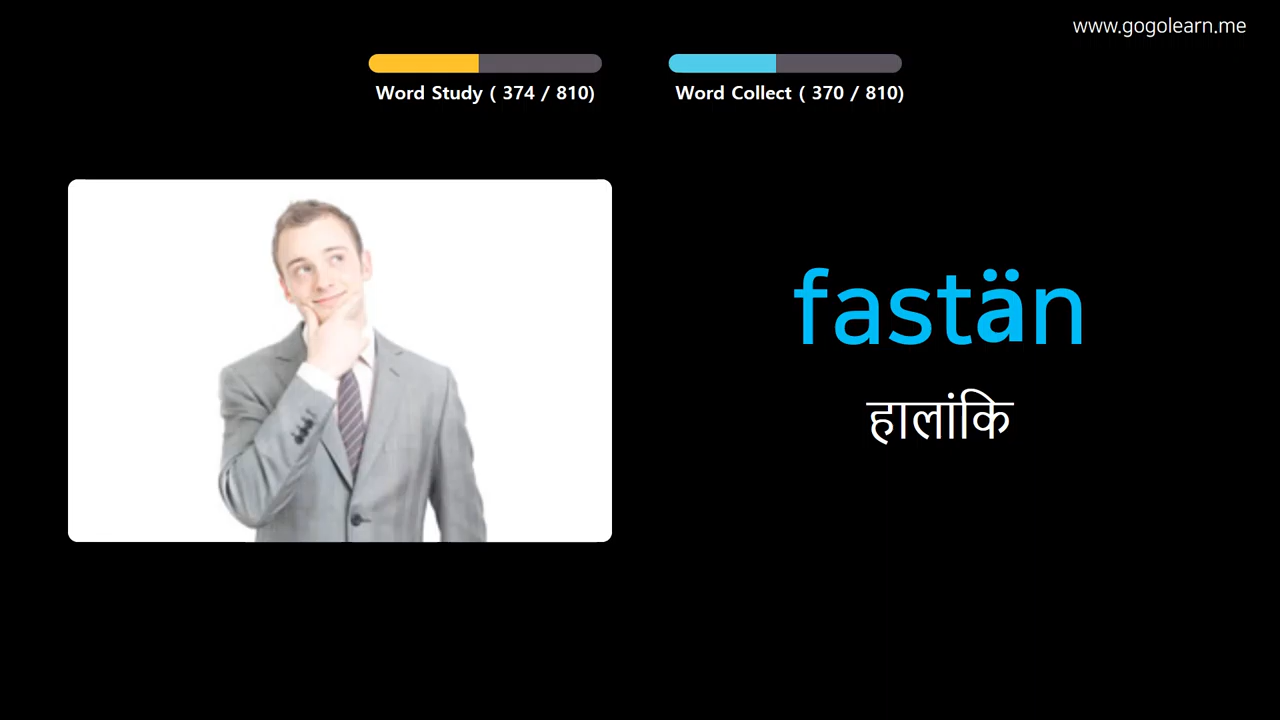 www.gogolearn.me
Word Study ( 374 / 810)
Word Collect ( 370 / 810)
fastän
हालांकि